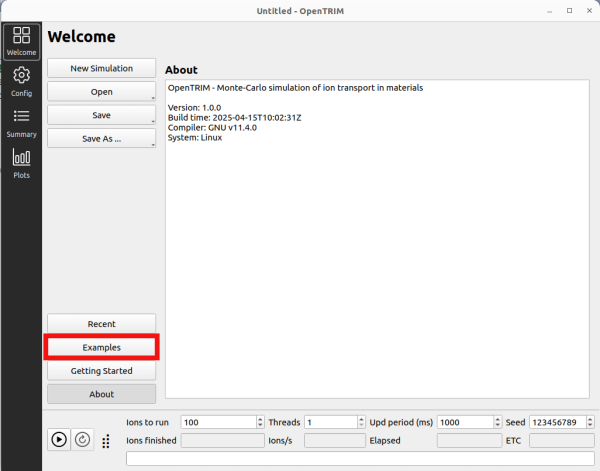 Untitled - OpenTRIM
Welcome
Config
Summary
Plots
Welcome
New Simulation
Open
Save
Save As ...
Recent
Examples
Getting Started
About
About
OpenTRIM - Monte-Carlo simulation of ion transport in materials
Version: 1.0.0
Build time: 2025-04-15T10:02:31Z
Compiler: GNU v11.4.0
System: Linux
Ions to run 100 Threads 1 Upd period (ms) 1000 Seed 123456789
Ions finished Ions/s Elapsed ETC